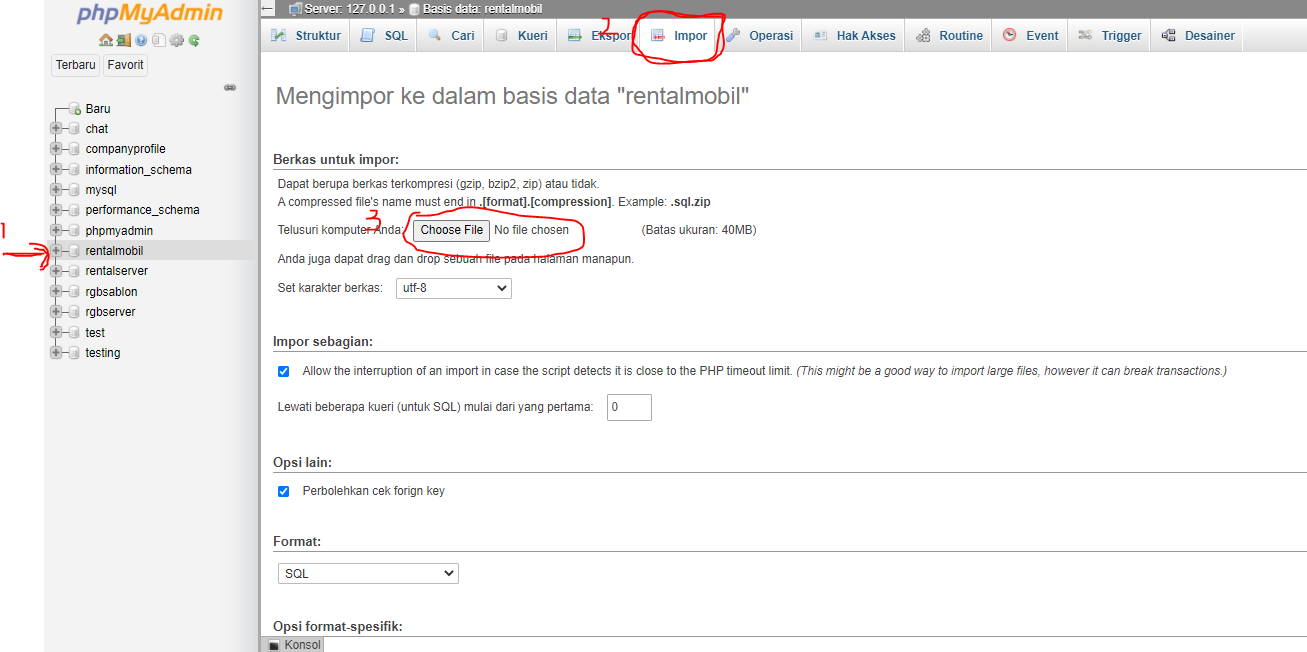 phpMyAdmin
Terbaru Favorit
Baru
chat
companyprofile
information_schema
mysql
performance_schema
phpmyadmin
1
rentalmobil
rentalserver
rgbsablon
rgbserver
test
testing
Server: 127.0.0.1 » Basis data: rentalmobil
2
Struktur SQL Cari Kueri Ekspor Impor Operasi Hak Akses Routine Event Trigger Desainer
Mengimpor ke dalam basis data "rentalmobil"
Berkas untuk impor:
Dapat berupa berkas terkompresi (gzip, bzip2, zip) atau tidak.
A compressed file's name must end in .[format].[compression]. Example: .sql.zip
3
Telusuri komputer Anda: Choose File No file chosen (Batas ukuran: 40MB)
Anda juga dapat drag dan drop sebuah file pada halaman manapun.
Set karakter berkas: utf-8
Impor sebagian:
Allow the interruption of an import in case the script detects it is close to the PHP timeout limit. (This might be a good way to import large files, however it can break transactions.)
Lewati beberapa kueri (untuk SQL) mulai dari yang pertama: 0
Opsi lain:
Perbolehkan cek forign key
Format:
SQL
Opsi format-spesifik:
Konsol